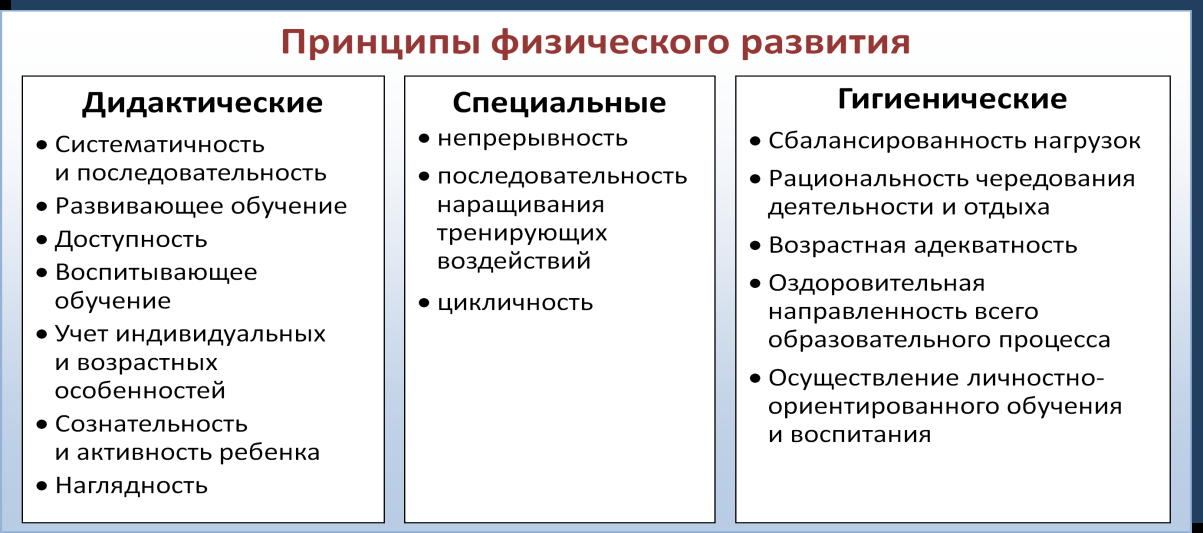 Принципы физического развития
Дидактические
• Систематичность
и последовательность
• Развивающее обучение
• Доступность
• Воспитывающее
обучение
• Учет индивидуальных
и возрастных
особенностей
• Сознательность
и активность ребенка
• Наглядность
Специальные
• непрерывность
• последовательность
наращивания
тренирующих
воздействий
• цикличность
Гигиенические
• Сбалансированность нагрузок
• Рациональность чередования
деятельности и отдыха
• Возрастная адекватность
• Оздоровительная
направленность всего
образовательного процесса
• Осуществление личностно-
ориентированного обучения
и воспитания